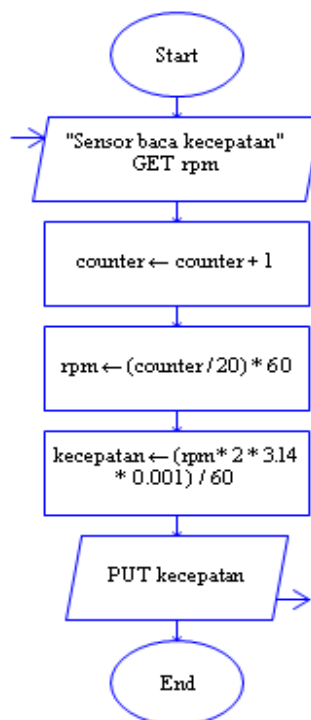 Start
"Sensor baca kecepatan"
GET rpm
counter ← counter + 1
rpm ← (counter / 20) * 60
kecepatan ← (rpm * 2 * 3.14
* 0.001) / 60
PUT kecepatan
End